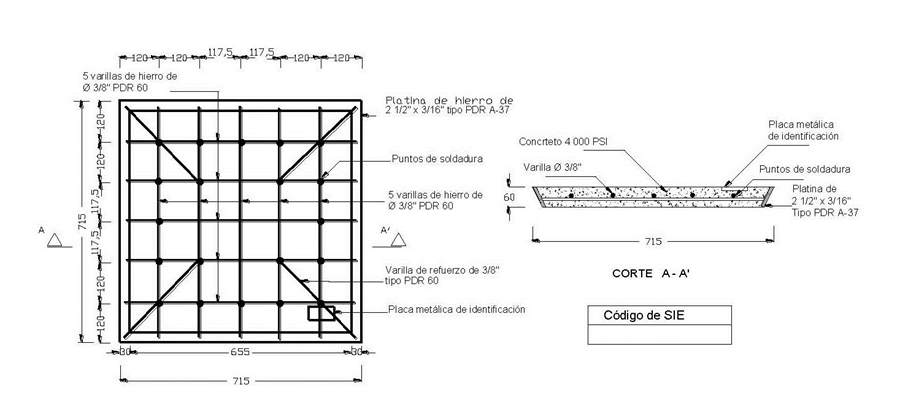 117,5
117,5
120
120
120
120
5 varillas de hierro de
Ø 3/8" PDR 60
Platina de hierro de
2 1/2" x 3/16" tipo PDR A-37
120
120
117,5
715
117,5
120
120
Puntos de soldadura
5 varillas de hierro de
Ø 3/8" PDR 60
A
A'
Varilla de refuerzo de 3/8"
tipo PDR 60
Placa metálica de identificación
30
655
30
715
Placa metálica
de identificación
Concrteto 4 000 PSI
Varilla Ø 3/8"
Puntos de soldadura
60
Platina de
2 1/2" x 3/16"
Tipo PDR A-37
715
CORTE A - A'
Código de SIE